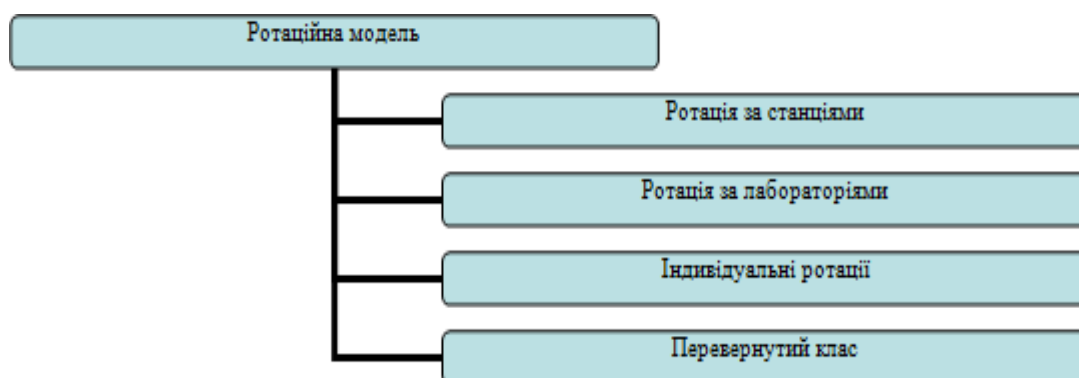 Ротаційна модель
Ротація за станціями
Ротація за лабораторіями
Індивідуальні ротації
Перевернутий клас